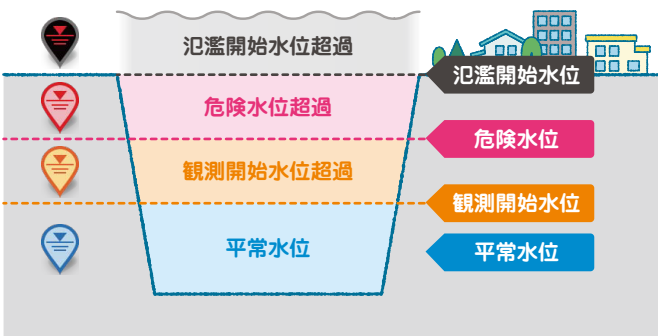 氾濫開始水位超過
氾濫開始水位
危険水位超過
危険水位
観測開始水位超過
観測開始水位
平常水位
平常水位